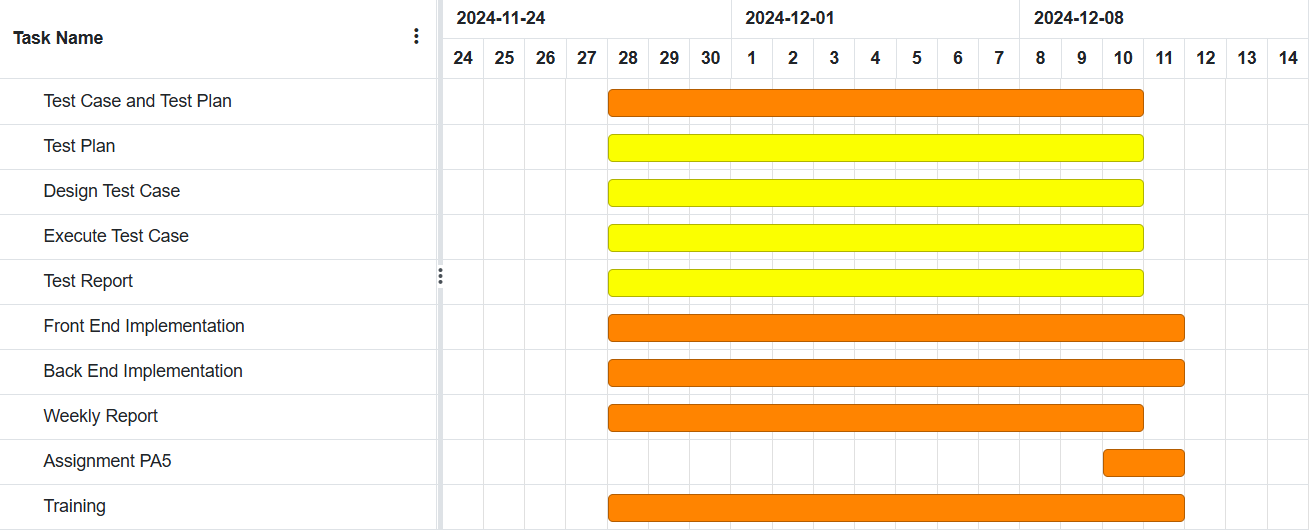 2024-11-24 2024-12-01 2024-12-08
Task Name
24 25 26 27 28 29 30 1 2 3 4 5 6 7 8 9 10 11 12 13 14
Test Case and Test Plan
Test Plan
Design Test Case
Execute Test Case
Test Report
Front End Implementation
Back End Implementation
Weekly Report
Assignment PA5
Training